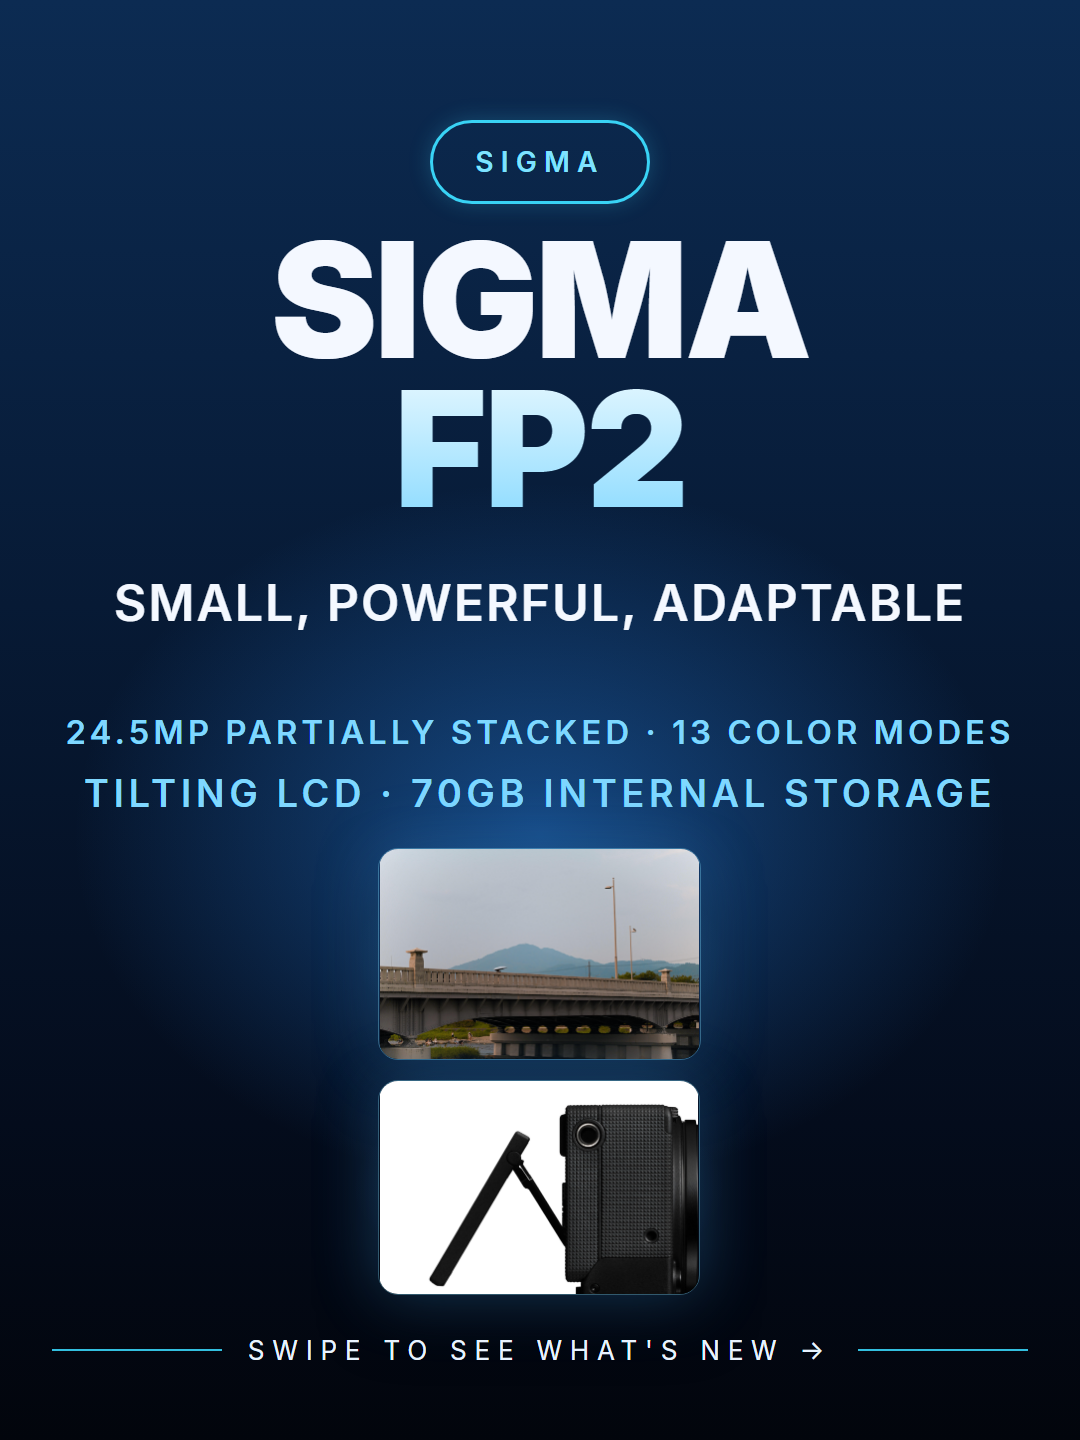 SIGMA
SIGMA
FP2
SMALL, POWERFUL, ADAPTABLE
24.5MP PARTIALLY STACKED · 13 COLOR MODES
TILTING LCD · 70GB INTERNAL STORAGE
SWIPE TO SEE WHAT'S NEW →